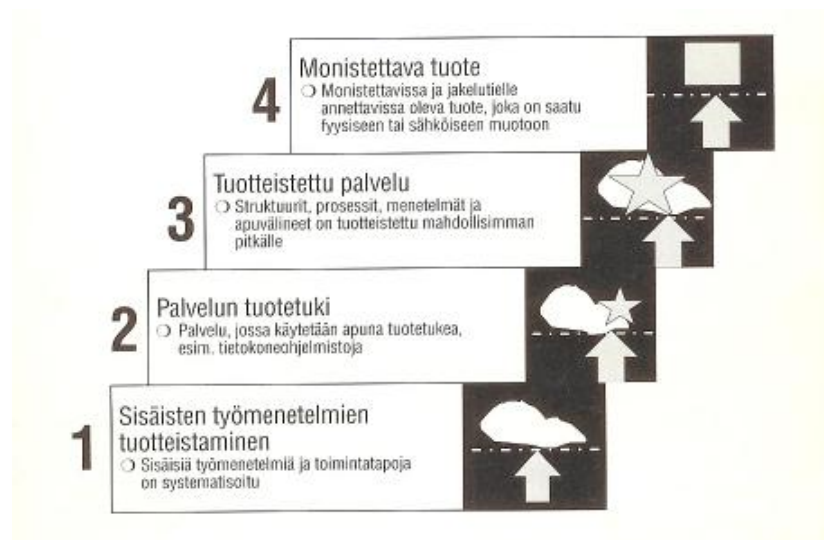 4
Monistettava tuote
❍ Monistettavissa ja jakelutielle
annettavissa oleva tuote, joka on saatu
fyysiseen tai sähköiseen muotoon
3
Tuotteistettu palvelu
❍ Struktuurit, prosessit, menetelmät ja
apuvälineet on tuotteistettu mahdollisimman
pitkälle
2
Palvelun tuotetuki
❍ Palvelu, jossa käytetään apuna tuotetukea,
esim. tietokoneohjelmistoja
1
Sisäisten työmenetelmien
tuotteistaminen
❍ Sisäisiä työmenetelmiä ja toimintatapoja
on systematisoitu